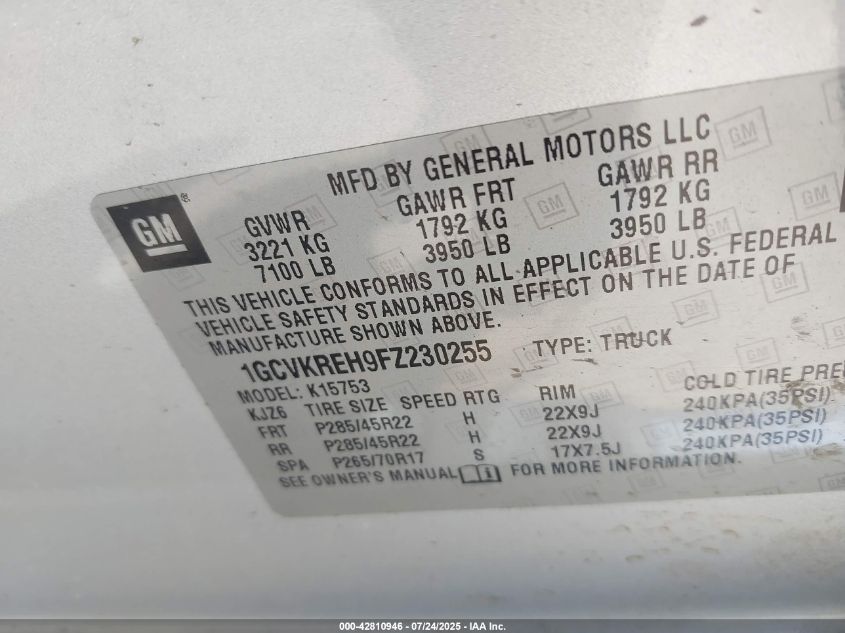 MFD BY GENERAL MOTORS LLC
GM ®
GVWR GAWR FRT GAWR RR
3221 KG 1792 KG 1792 KG
7100 LB 3950 LB 3950 LB
THIS VEHICLE CONFORMS TO ALL APPLICABLE U.S. FEDERAL
VEHICLE SAFETY STANDARDS IN EFFECT ON THE DATE OF
MANUFACTURE SHOWN ABOVE.
1GCVKREH9FZ230255 TYPE: TRUCK
MODEL: K15753
KJZ6 TIRE SIZE SPEED RTG RIM COLD TIRE PRE
FRT P285/45R22 H 22X9J 240KPA(35PSI)
RR P285/45R22 H 22X9J 240KPA(35PSI)
SPA P265/70R17 S 17X7.5J 240KPA(35PSI)
SEE OWNER'S MANUAL FOR MORE INFORMATION.
000-42810946 - 07/24/2025 - IAA Inc.